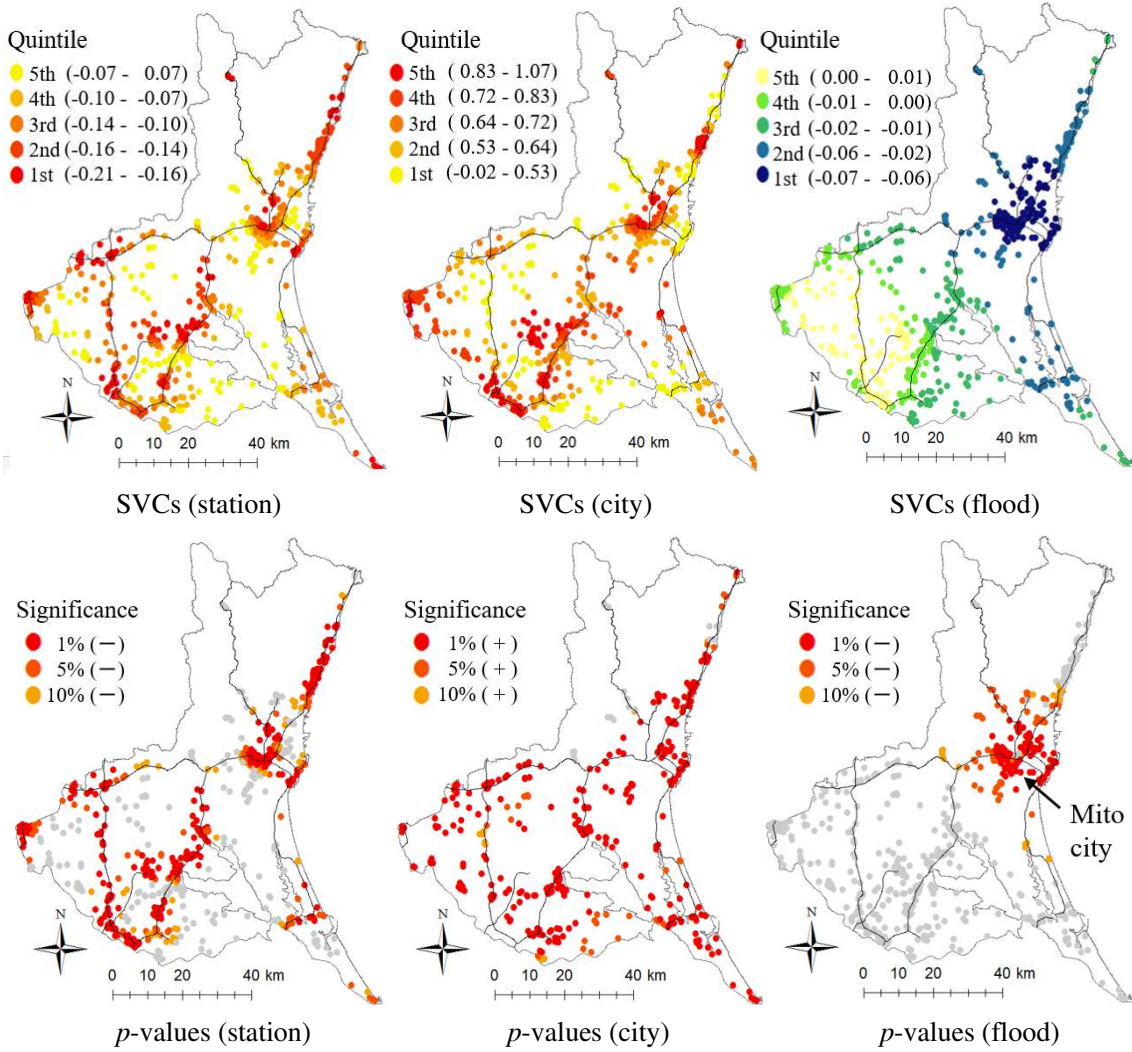 Quintile
5th (-0.07 - 0.07)
4th (-0.10 - -0.07)
3rd (-0.14 - -0.10)
2nd (-0.16 - -0.14)
1st (-0.21 - -0.16)
N
0 10 20 40 km
SVCs (station)
Quintile
5th ( 0.83 - 1.07)
4th ( 0.72 - 0.83)
3rd ( 0.64 - 0.72)
2nd ( 0.53 - 0.64)
1st (-0.02 - 0.53)
N
0 10 20 40 km
SVCs (city)
Quintile
5th ( 0.00 - 0.01)
4th (-0.01 - 0.00)
3rd (-0.02 - -0.01)
2nd (-0.06 - -0.02)
1st (-0.07 - -0.06)
N
0 10 20 40 km
SVCs (flood)
Significance
1% (－)
5% (－)
10% (－)
N
0 10 20 40 km
p-values (station)
Significance
1% (+)
5% (+)
10% (+)
N
0 10 20 40 km
p-values (city)
Significance
1% (－)
5% (－)
10% (－)
Mito
city
N
0 10 20 40 km
p-values (flood)